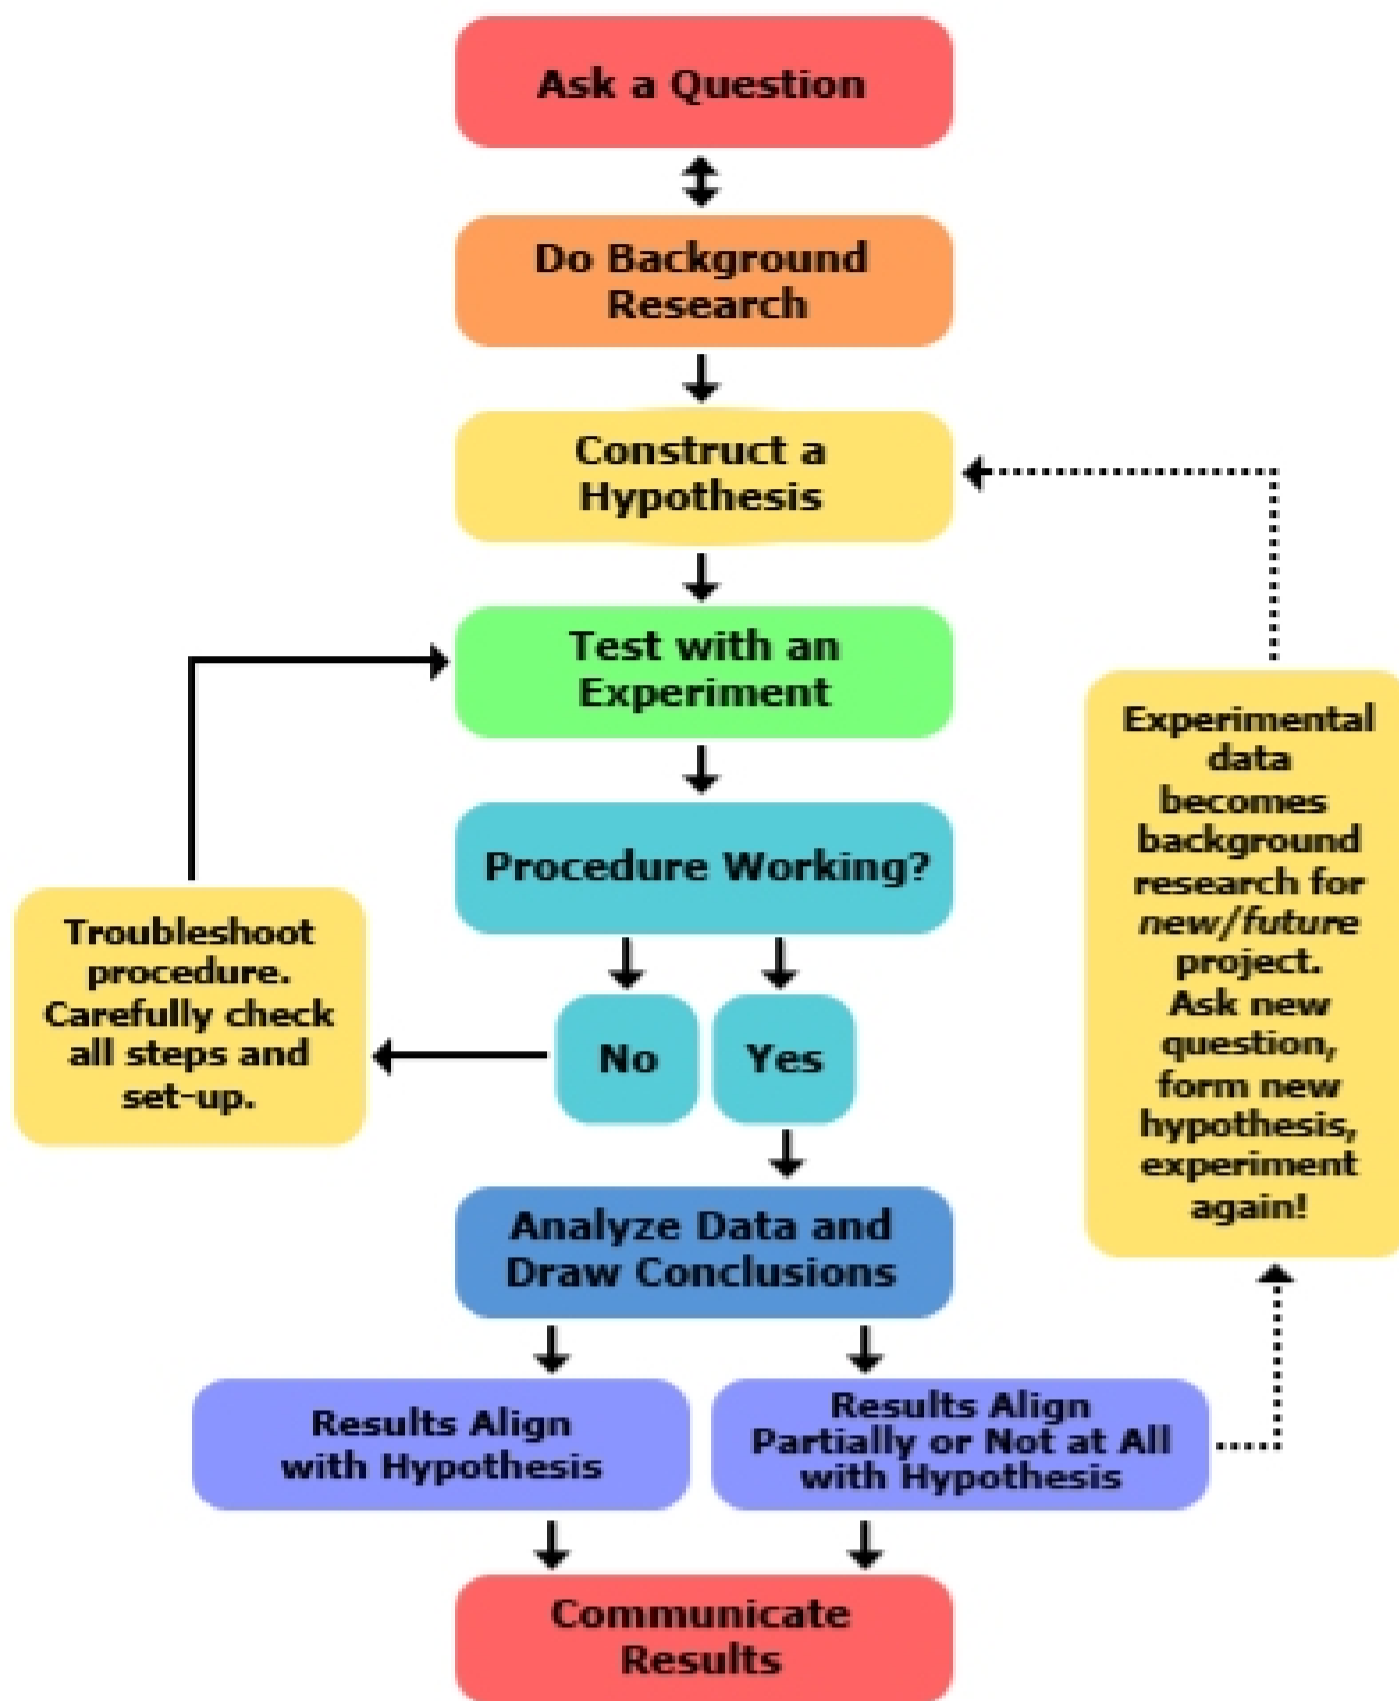 Ask a Question
Do Background
Research
Construct a
Hypothesis
Test with an
Experiment
Procedure Working?
No
Yes
Troubleshoot
procedure.
Carefully check
all steps and
set-up.
Experimental
data
becomes
background
research for
new/future
project.
Ask new
question,
form new
hypothesis,
experiment
again!
Analyze Data and
Draw Conclusions
Results Align
with Hypothesis
Results Align
Partially or Not at All
with Hypothesis
Communicate
Results